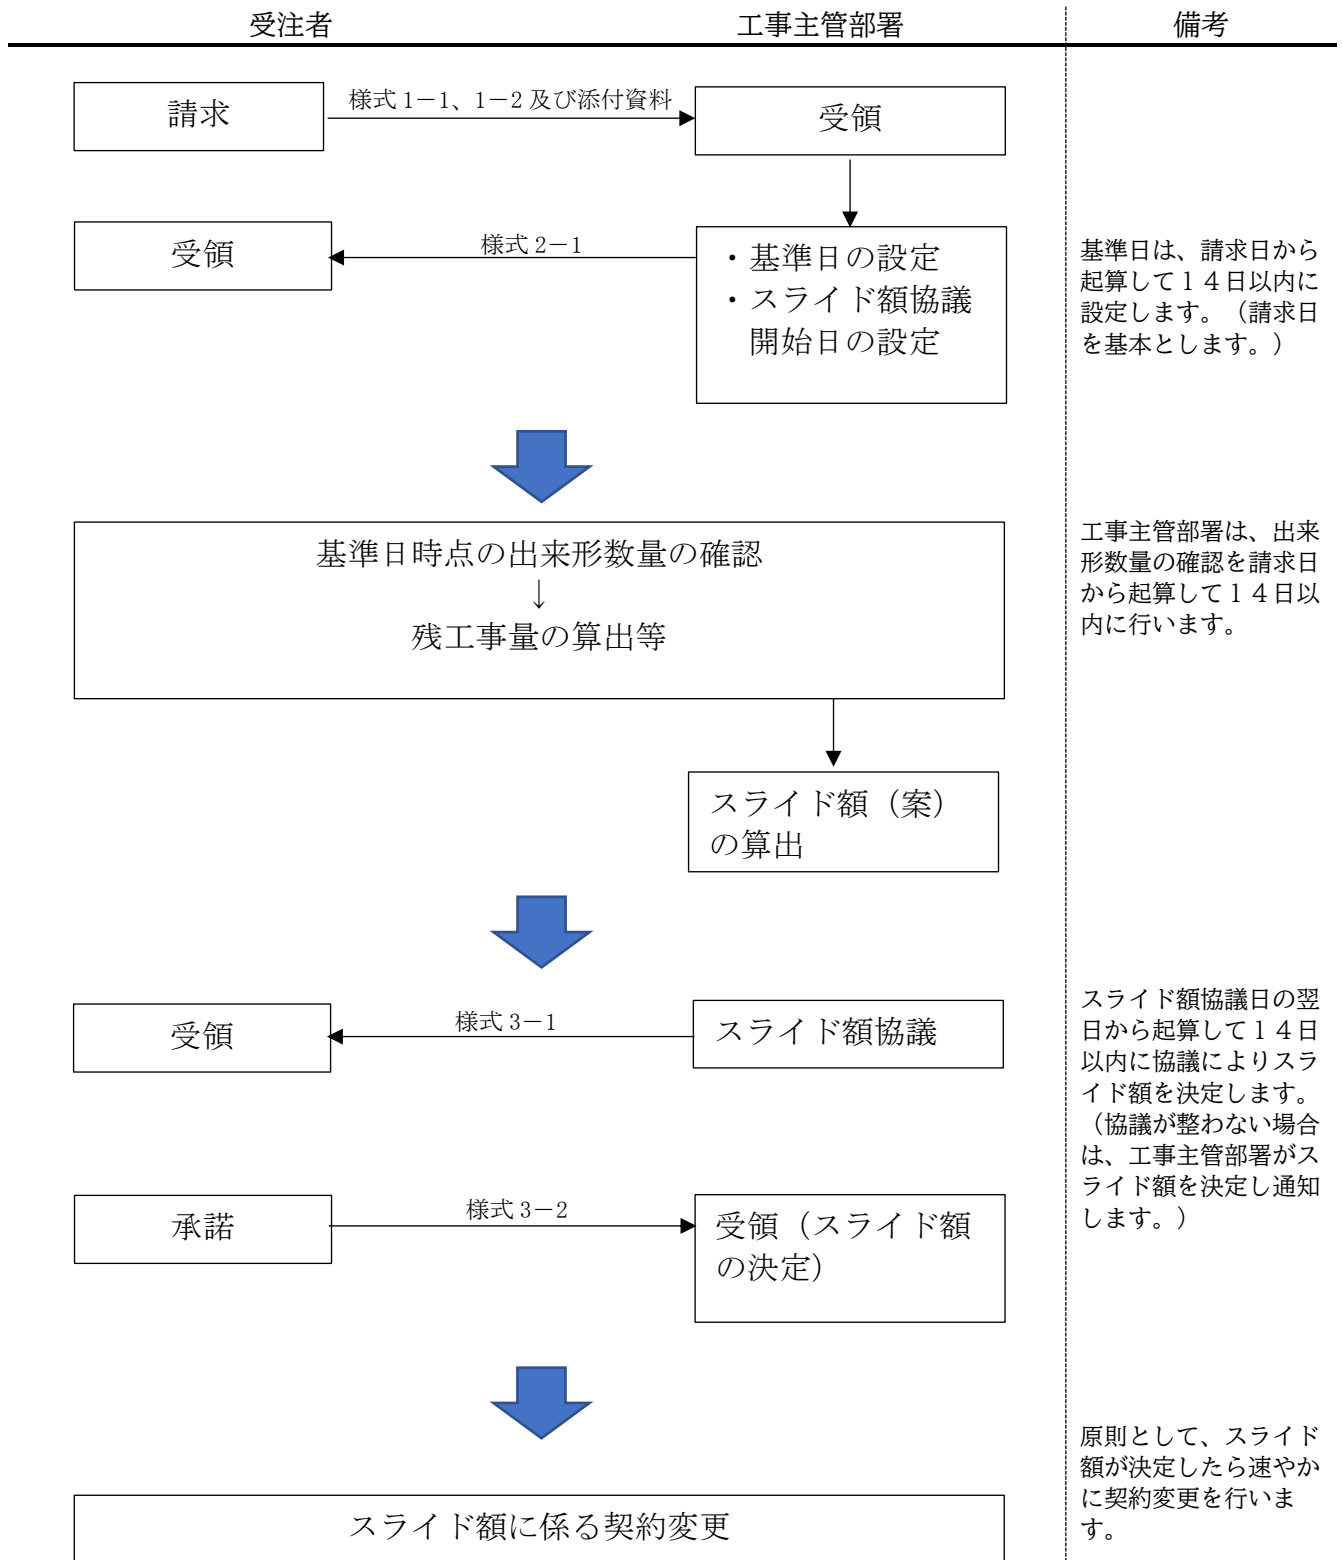 受注者
工事主管部署
備考
請求
様式 1－1、1－2 及び添付資料
受領
受領
様式 2－1
・基準日の設定
・スライド額協議
開始日の設定
基準日は、請求日から
起算して１４日以内に
設定します。（請求日
を基本とします。）
基準日時点の出来形数量の確認
↓
残工事量の算出等
工事主管部署は、出来
形数量の確認を請求日
から起算して１４日以
内に行います。
スライド額（案）
の算出
受領
様式 3－1
スライド額協議
スライド額協議日の翌
日から起算して１４日
以内に協議によりスラ
イド額を決定します。
（協議が整わない場合
は、工事主管部署がス
ライド額を決定し通知
します。）
承諾
様式 3－2
受領（スライド額
の決定）
スライド額に係る契約変更
原則として、スライド
額が決定したら速やか
に契約変更を行いま
す。